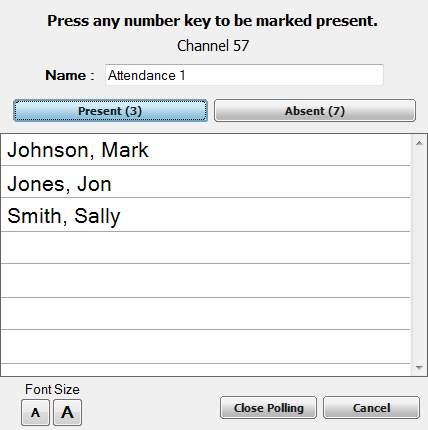 Press any number key to be marked present.
Channel 57
Name : Attendance 1
Present (3) Absent (7)
Johnson, Mark
Jones, Jon
Smith, Sally
Font Size
A A Close Polling Cancel